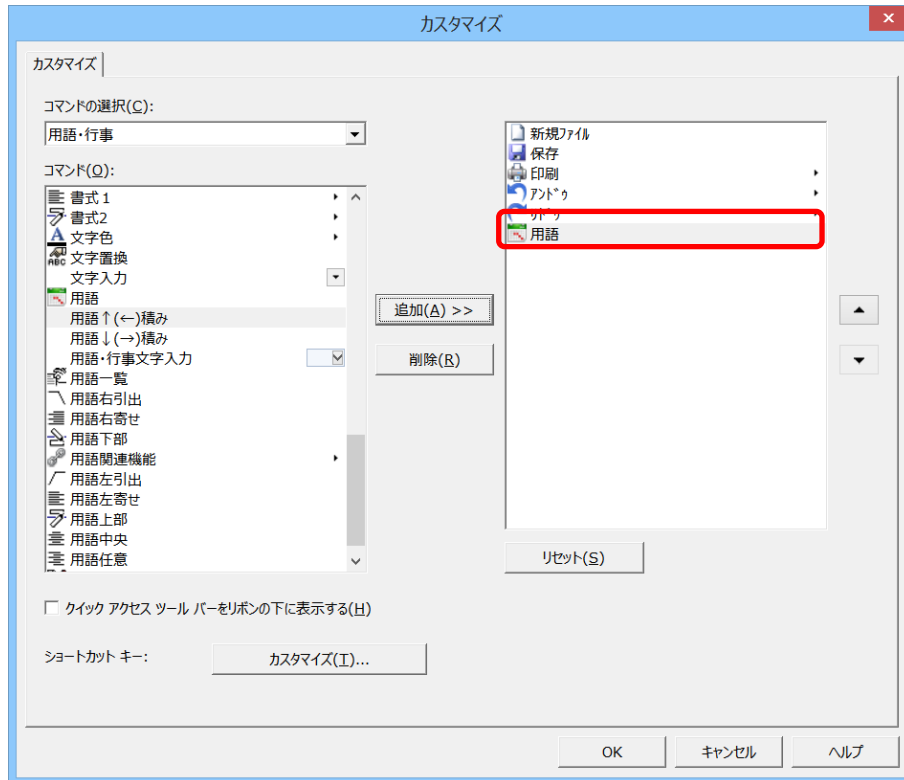 カスタマイズ
カスタマイズ
コマンドの選択(C):
用語・行事
コマンド(O):
書式1
書式2
文字色
文字置換
文字入力
用語
用語↑(←)積み
用語↓(→)積み
用語・行事文字入力
用語一覧
用語右引出
用語右寄せ
用語下部
用語関連機能
用語左引出
用語左寄せ
用語上部
用語中央
用語任意
追加(A) >>
削除(R)
新規ファイル
保存
印刷
アンドゥ
リドゥ
用語
リセット(S)
クイック アクセス ツール バーをリボンの下に表示する(H)
ショートカット キー:
カスタマイズ(T)...
OK
キャンセル
ヘルプ